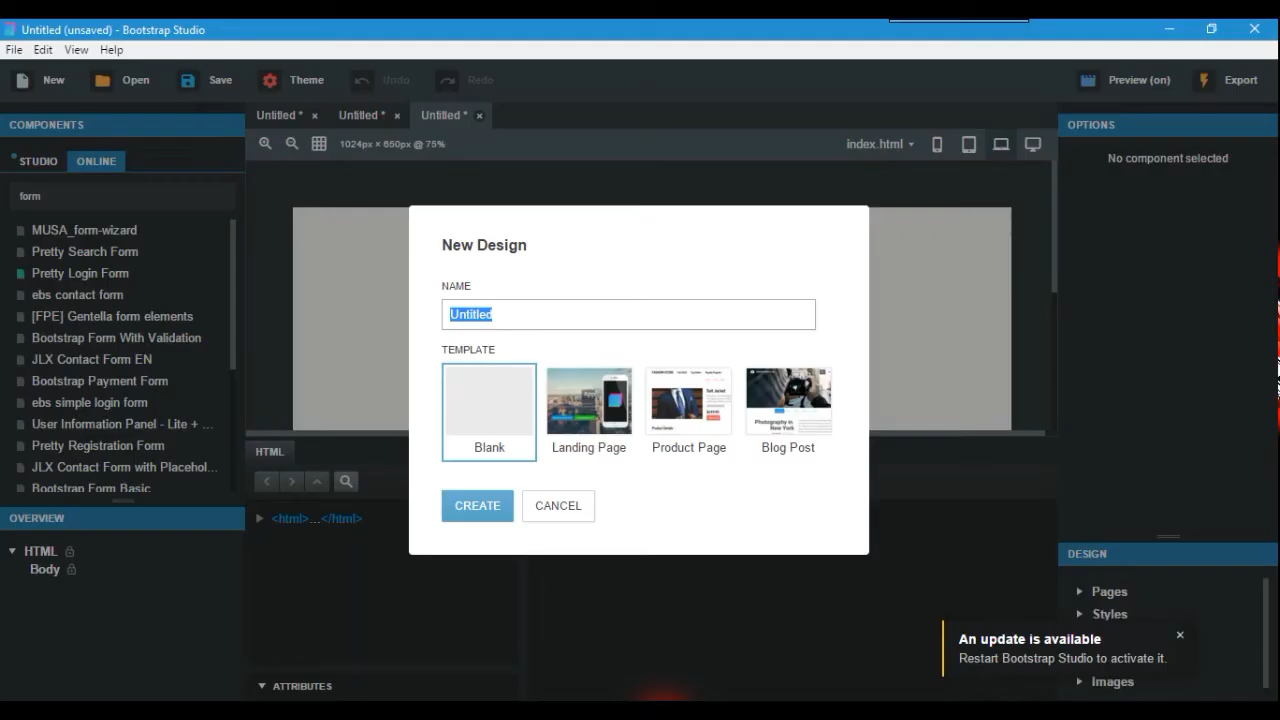 Untitled (unsaved) - Bootstrap Studio
File Edit View Help
New Open Save Theme Undo Redo Preview (on) Export
COMPONENTS
STUDIO ONLINE
form
MUSA_form-wizard
Pretty Search Form
Pretty Login Form
ebs contact form
[FPE] Gentella form elements
Bootstrap Form With Validation
JLX Contact Form EN
Bootstrap Payment Form
ebs simple login form
User Information Panel - Lite + ...
Pretty Registration Form
JLX Contact Form with Placehol...
Bootstrap Form Basic
OVERVIEW
HTML
Body
Untitled * × Untitled * × Untitled * ×
1024px × 650px @ 75% index.html
New Design
NAME
Untitled
TEMPLATE
Blank Landing Page Product Page Blog Post
Photography in
New York
CREATE CANCEL
HTML
<html>...</html>
ATTRIBUTES
OPTIONS
No component selected
DESIGN
Pages
Styles
An update is available
Restart Bootstrap Studio to activate it.
Images